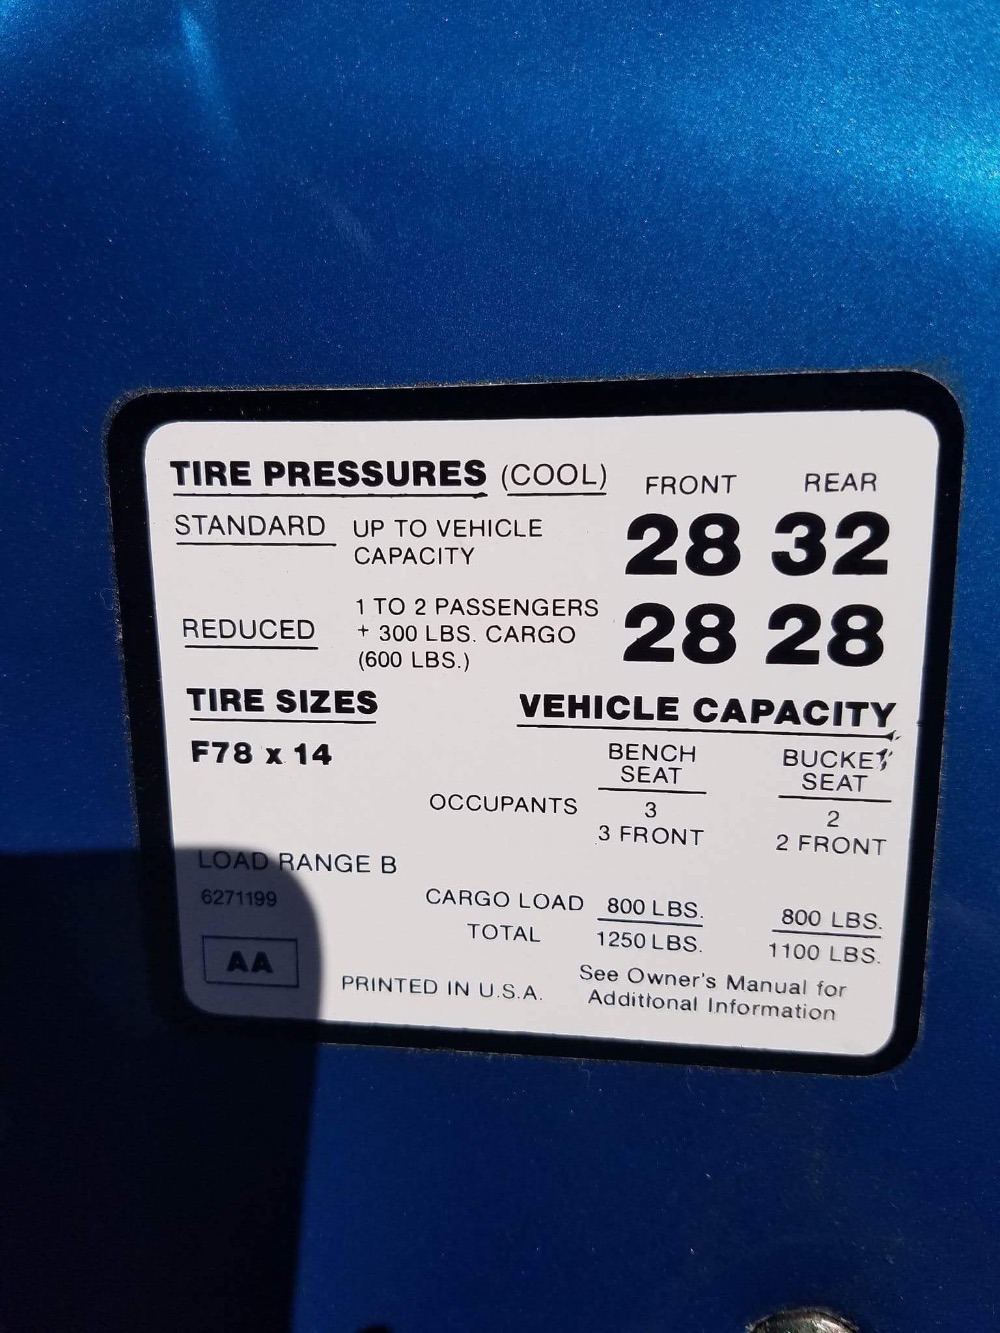 TIRE PRESSURES (COOL) FRONT REAR
STANDARD UP TO VEHICLE CAPACITY 28 32
REDUCED 1 TO 2 PASSENGERS + 300 LBS. CARGO (600 LBS.) 28 28
TIRE SIZES
F78 x 14
VEHICLE CAPACITY
BENCH SEAT BUCKET SEAT
OCCUPANTS 3 2
3 FRONT 2 FRONT
LOAD RANGE B
6271199
CARGO LOAD 800 LBS. 800 LBS.
TOTAL 1250 LBS. 1100 LBS.
AA
PRINTED IN U.S.A.
See Owner's Manual for
Additional Information